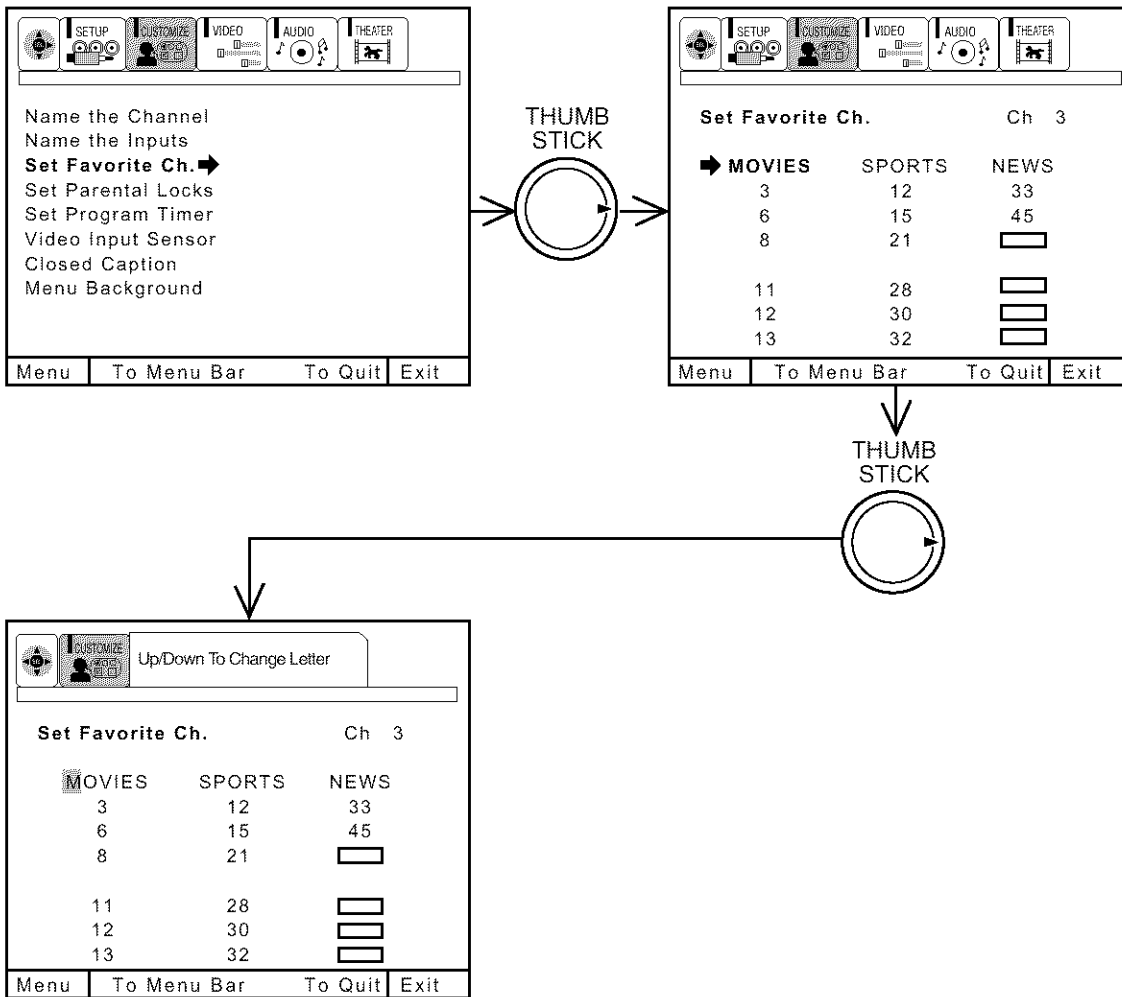 SETUP CUSTOMIZE VIDEO AUDIO THEATER
Name the Channel
Name the Inputs
Set Favorite Ch.
Set Parental Locks
Set Program Timer
Video Input Sensor
Closed Caption
Menu Background
Menu To Menu Bar To Quit Exit
THUMB
STICK
SETUP CUSTOMIZE VIDEO AUDIO THEATER
Set Favorite Ch. Ch 3
MOVIES SPORTS NEWS
3 12 33
6 15 45
8 21
11 28
12 30
13 32
Menu To Menu Bar To Quit Exit
THUMB
STICK
CUSTOMIZE Up/Down To Change Letter
Set Favorite Ch. Ch 3
MOVIES SPORTS NEWS
3 12 33
6 15 45
8 21
11 28
12 30
13 32
Menu To Menu Bar To Quit Exit